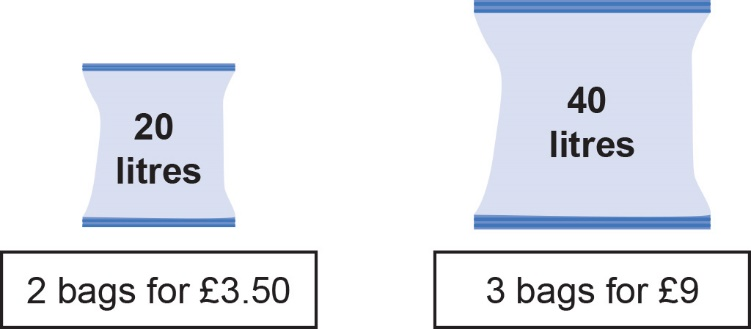 20
litres
2 bags for £3.50
40
litres
3 bags for £9